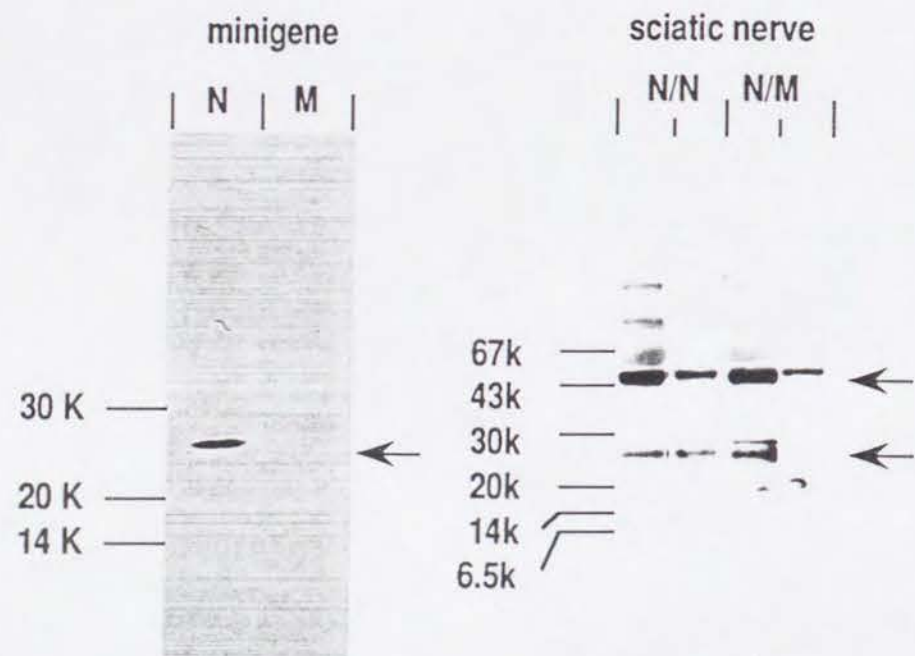 minigene
N M
30 K
20 K
14 K
sciatic nerve
N/N N/M
67k
43k
30k
20k
14k
6.5k